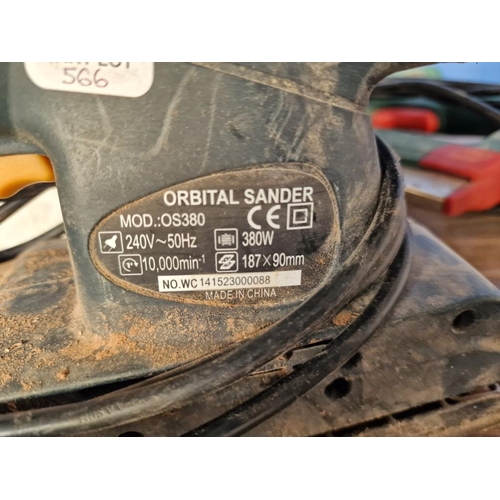 LOT
566
ORBITAL SANDER
MOD.:OS380
CE
240V~50Hz 380W
10,000min⁻¹ 187×90mm
NO.WC141523000088
MADE IN CHINA